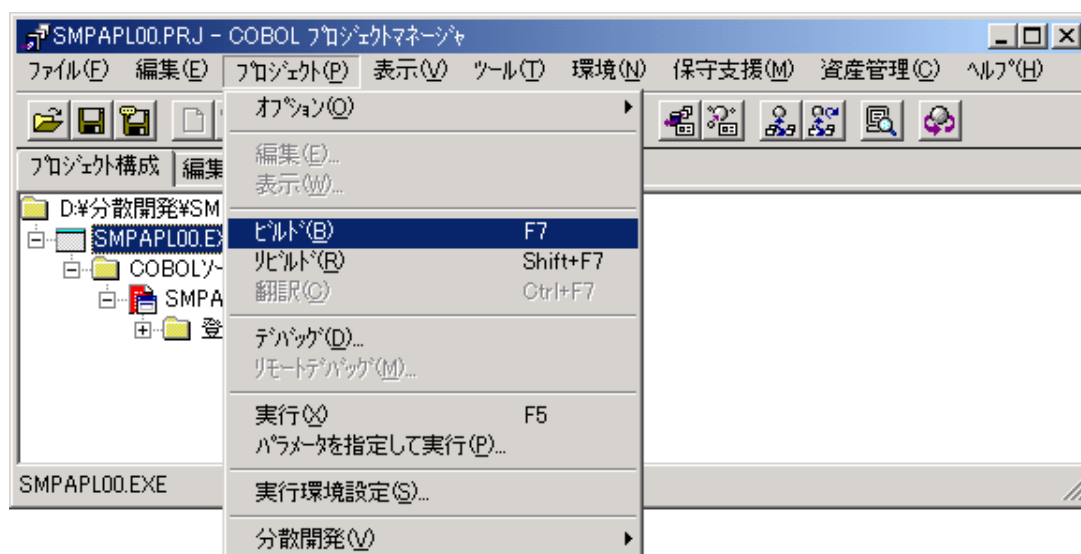 SMPAPL00.PRJ - COBOL ﾌﾟﾛｼﾞｪｸﾄﾏﾈｰｼﾞｬ
ﾌｧｲﾙ(F) 編集(E) ﾌﾟﾛｼﾞｪｸﾄ(P) 表示(V) ﾂｰﾙ(T) 環境(N) 保守支援(M) 資産管理(C) ﾍﾙﾌﾟ(H)
ｵﾌﾟｼｮﾝ(O)
ﾌﾟﾛｼﾞｪｸﾄ構成 編集
編集(E)...
表示(W)...
D:¥分散開発¥SM
SMPAPL00.EX
COBOLｿｰ
SMPA
登
ﾋﾞﾙﾄﾞ(B) F7
ﾘﾋﾞﾙﾄﾞ(R) Shift+F7
翻訳(C) Ctrl+F7
ﾃﾞﾊﾞｯｸﾞ(D)...
ﾘﾓｰﾄﾃﾞﾊﾞｯｸﾞ(M)...
実行(X) F5
ﾊﾟﾗﾒｰﾀを指定して実行(P)...
実行環境設定(S)...
分散開発(V)
SMPAPL00.EXE